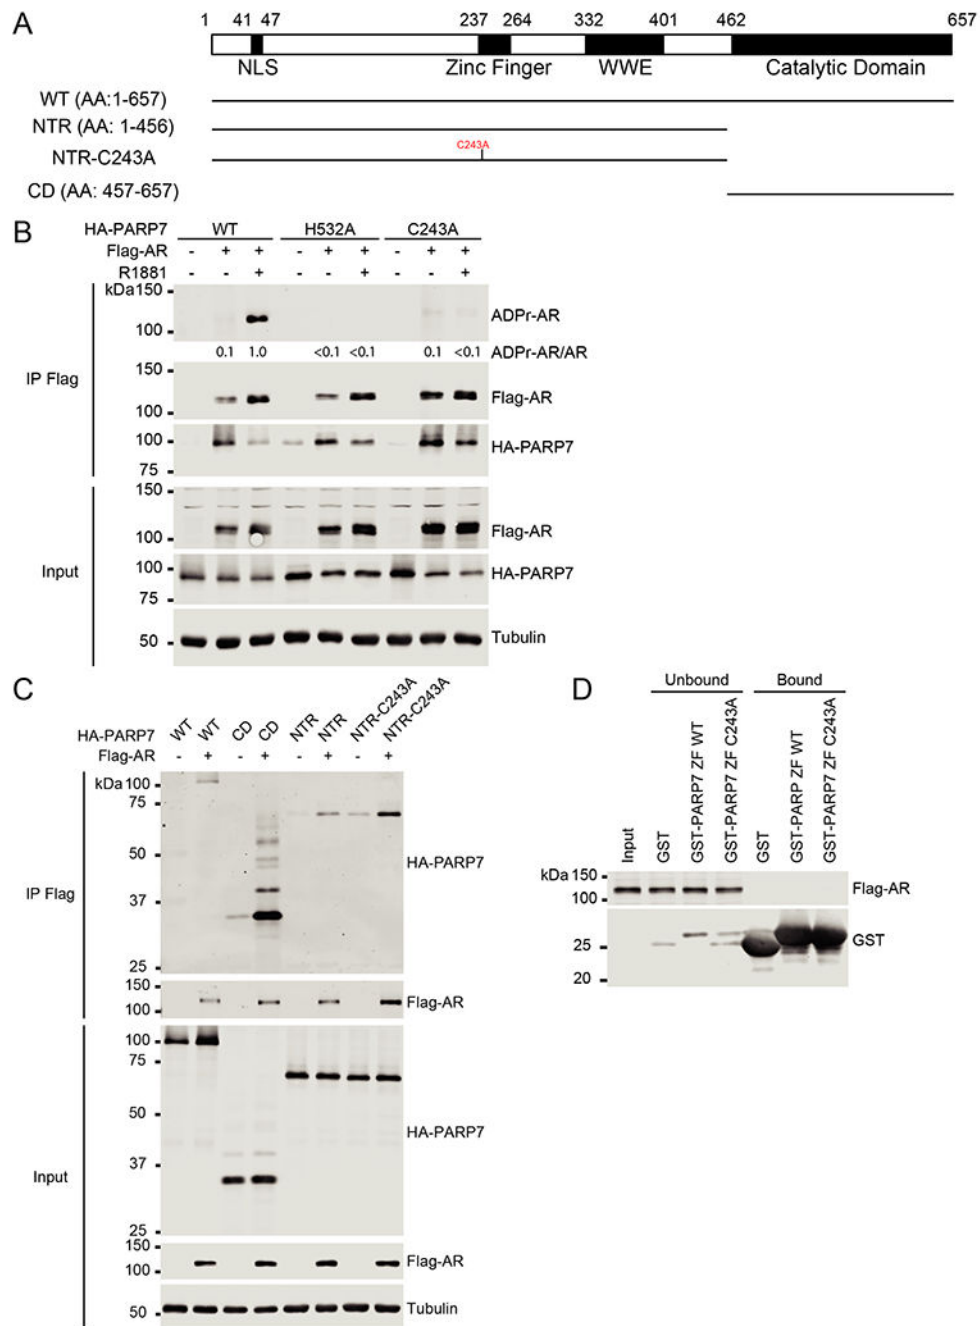 A
1 41 47 237 264 332 401 462 657
NLS Zinc Finger WWE Catalytic Domain
WT (AA:1-657)
NTR (AA: 1-456)
C243A
NTR-C243A
CD (AA: 457-657)
B
HA-PARP7 WT H532A C243A
Flag-AR - + + - + + - + +
R1881 - - + - - + - - +
IP Flag
kDa 150
100
ADPr-AR
0.1 1.0 <0.1 <0.1 0.1 <0.1 ADPr-AR/AR
150
100
Flag-AR
100
75
HA-PARP7
Input
150
100
Flag-AR
100
75
HA-PARP7
50
Tubulin
C
HA-PARP7 WT WT CD CD NTR NTR NTR-C243A NTR-C243A
Flag-AR - + - + - + - +
IP Flag
kDa 100
75
50
37
25
HA-PARP7
150
100
Flag-AR
Input
100
75
50
37
25
HA-PARP7
150
100
Flag-AR
50
Tubulin
D
Unbound Bound
Input GST GST-PARP7 ZF WT GST-PARP7 ZF C243A GST GST-PARP ZF WT GST-PARP7 ZF C243A
kDa 150
100
Flag-AR
25
20
GST